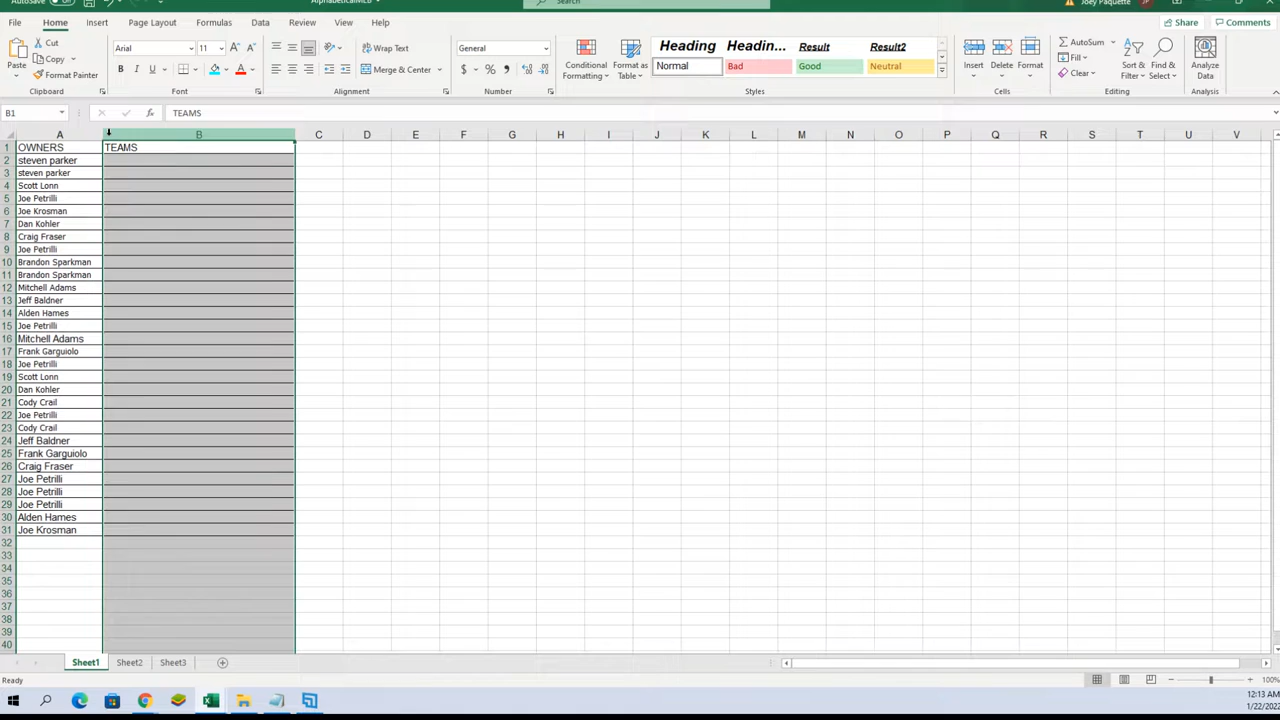 AutoSave
AlphabeticalMLB
Search
Joey Paquette
JP
File Home Insert Page Layout Formulas Data Review View Help
Share Comments
Paste
Cut
Copy
Format Painter
Clipboard
Arial 11
B I U
Font
Wrap Text
Merge & Center
Alignment
General
$ %
Number
Conditional Formatting
Format as Table
Heading Headin... Result Result2
Normal Bad Good Neutral
Styles
Insert Delete Format
Cells
AutoSum
Fill
Clear
Sort & Filter
Find & Select
Editing
Analyze Data
Analysis
B1 fx TEAMS
A B C D E F G H I J K L M N O P Q R S T U V
1 OWNERS TEAMS
2 steven parker
3 steven parker
4 Scott Lonn
5 Joe Petrilli
6 Joe Krosman
7 Dan Kohler
8 Craig Fraser
9 Joe Petrilli
10 Brandon Sparkman
11 Brandon Sparkman
12 Mitchell Adams
13 Jeff Baldner
14 Alden Hames
15 Joe Petrilli
16 Mitchell Adams
17 Frank Garguiolo
18 Joe Petrilli
19 Scott Lonn
20 Dan Kohler
21 Cody Crail
22 Joe Petrilli
23 Cody Crail
24 Jeff Baldner
25 Frank Garguiolo
26 Craig Fraser
27 Joe Petrilli
28 Joe Petrilli
29 Joe Petrilli
30 Alden Hames
31 Joe Krosman
32
33
34
35
36
37
38
39
40
Sheet1 Sheet2 Sheet3
Ready
100%
12:13 AM